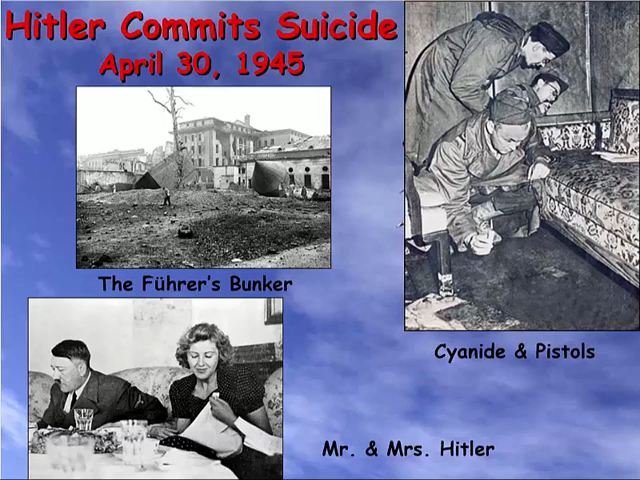 Hitler Commits Suicide
April 30, 1945
The Führer's Bunker
Cyanide & Pistols
Mr. & Mrs. Hitler